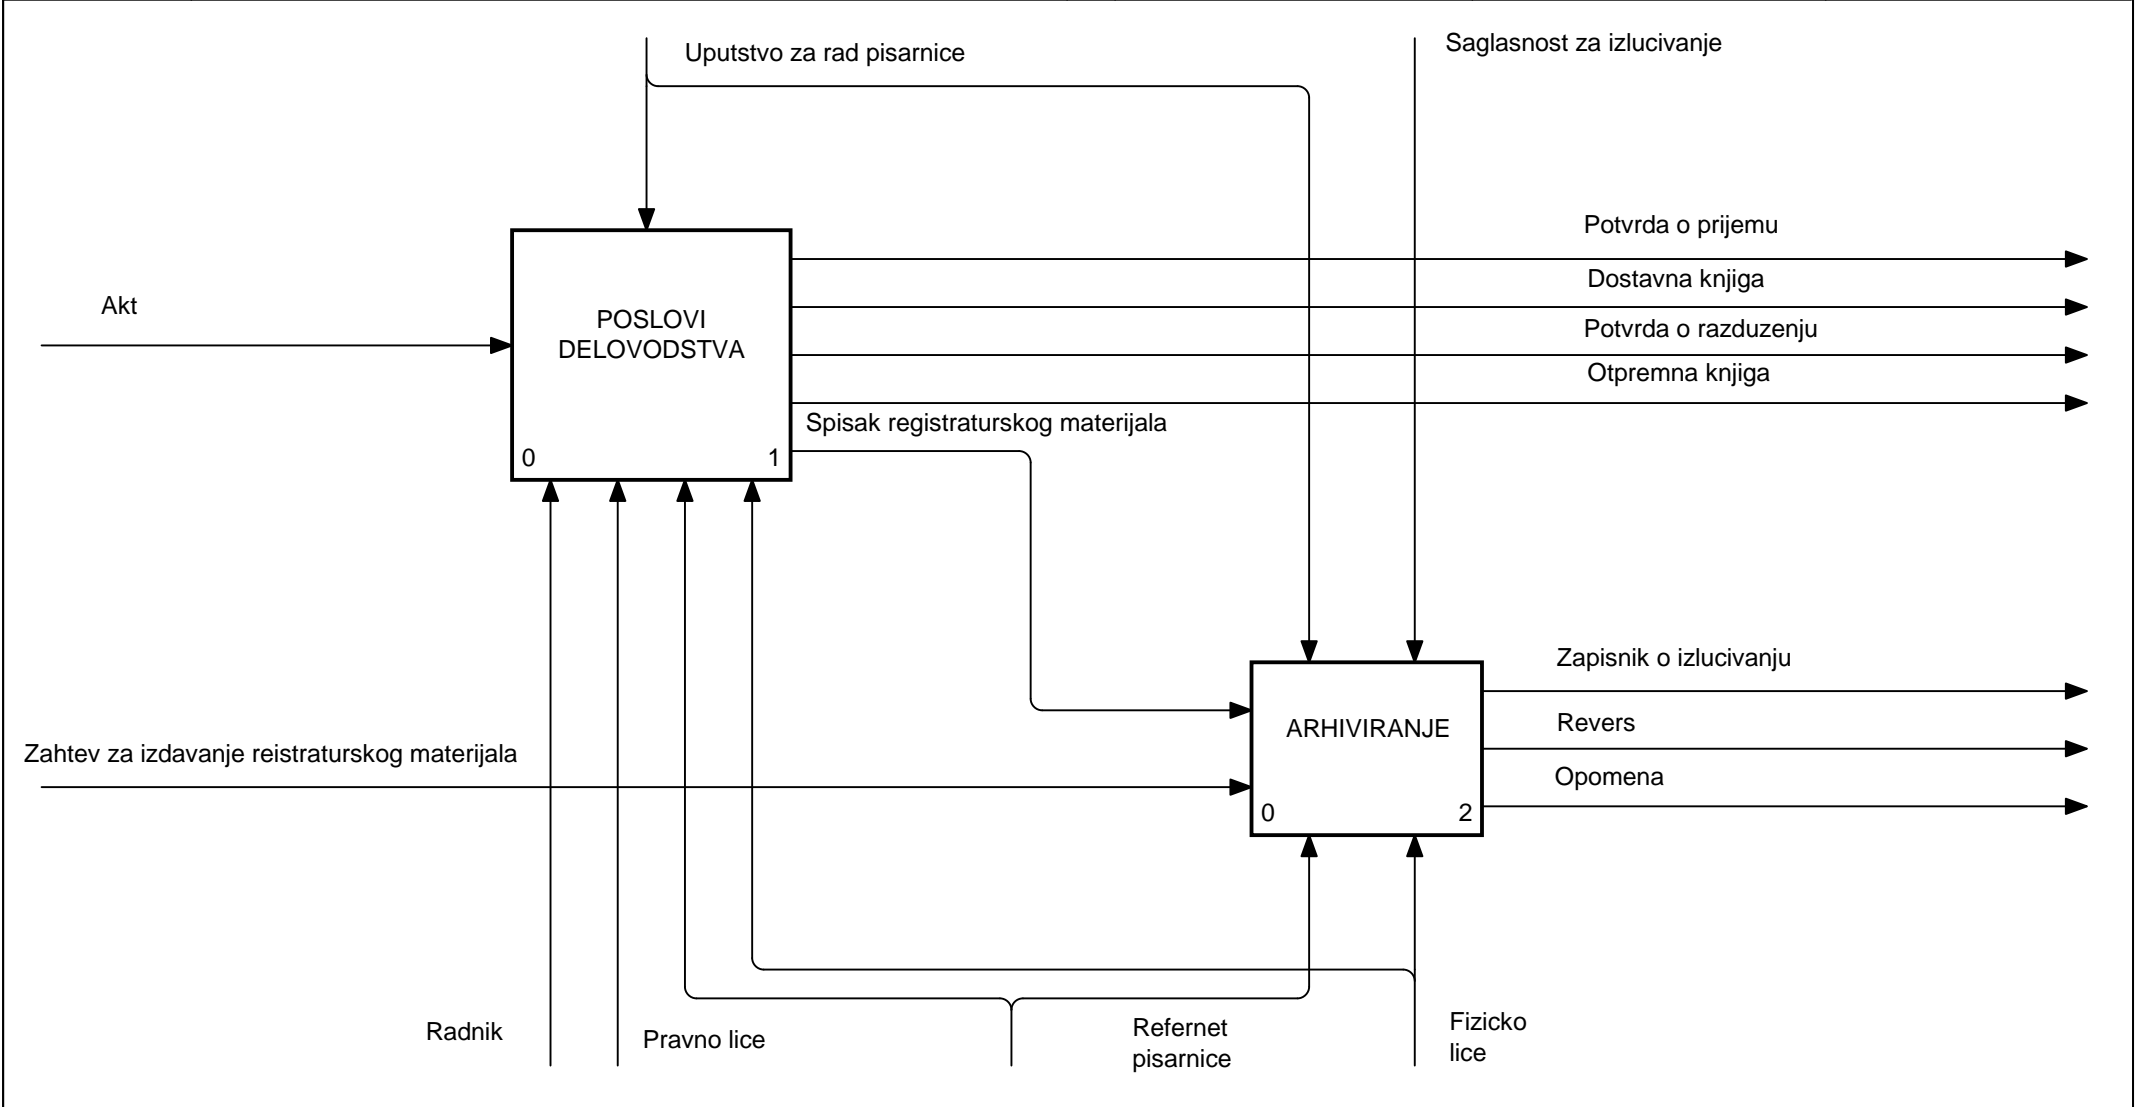 Uputstvo za rad pisarnice
Saglasnost za izlucivanje
Potvrda o prijemu
Dostavna knjiga
Akt
POSLOVI
DELOVODSTVA
Potvrda o razduzenju
Otpremna knjiga
Spisak registraturskog materijala
0
1
Zapisnik o izlucivanju
Revers
ARHIVIRANJE
Zahtev za izdavanje reistraturskog materijala
Opomena
0
2
Radnik
Pravno lice
Refernet
pisarnice
Fizicko
lice